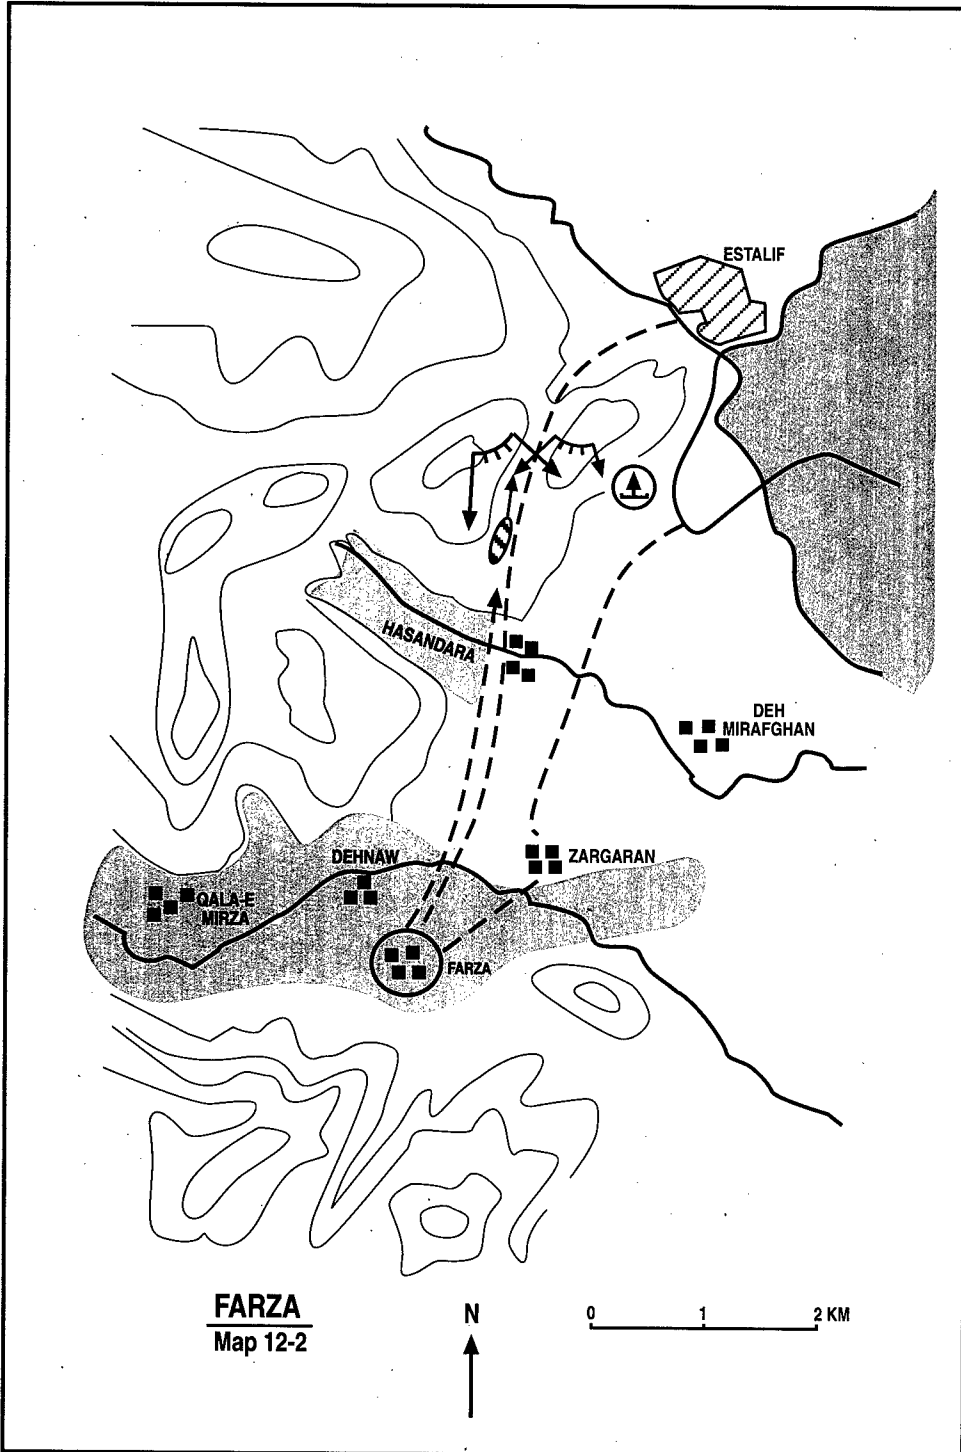 ESTALIF
HASANDARA
DEH
MIRAFGHAN
DEHNAW
ZARGARAN
QALA-E
MIRZA
FARZA
FARZA
Map 12-2
N
0 1 2 KM